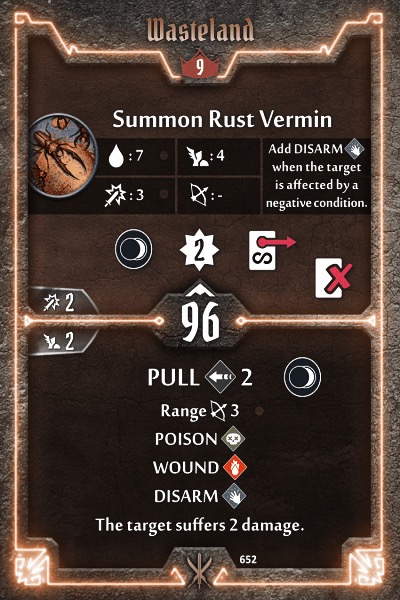 Wasteland
9
Summon Rust Vermin
: 7
: 4
: 3
: -
Add DISARM
when the target
is affected by a
negative condition.
2
2
96
2
PULL 2
Range 3
POISON
WOUND
DISARM
The target suffers 2 damage.
652